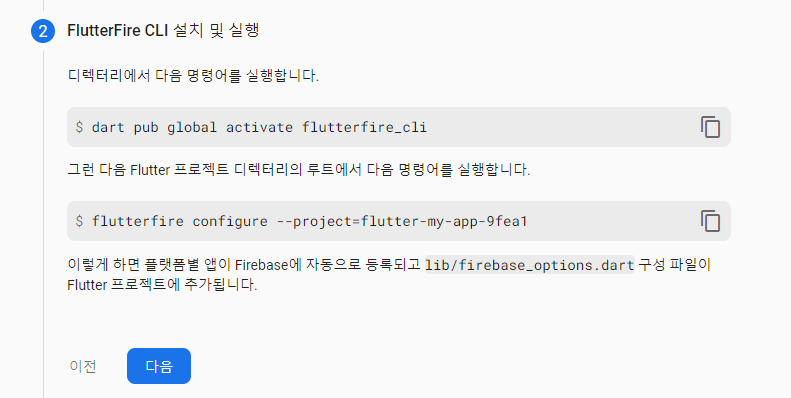 2 FlutterFire CLI 설치 및 실행
디렉터리에서 다음 명령어를 실행합니다.
$ dart pub global activate flutterfire_cli
그런 다음 Flutter 프로젝트 디렉터리의 루트에서 다음 명령어를 실행합니다.
$ flutterfire configure --project=flutter-my-app-9fea1
이렇게 하면 플랫폼별 앱이 Firebase에 자동으로 등록되고 lib/firebase_options.dart 구성 파일이
Flutter 프로젝트에 추가됩니다.
이전 다음